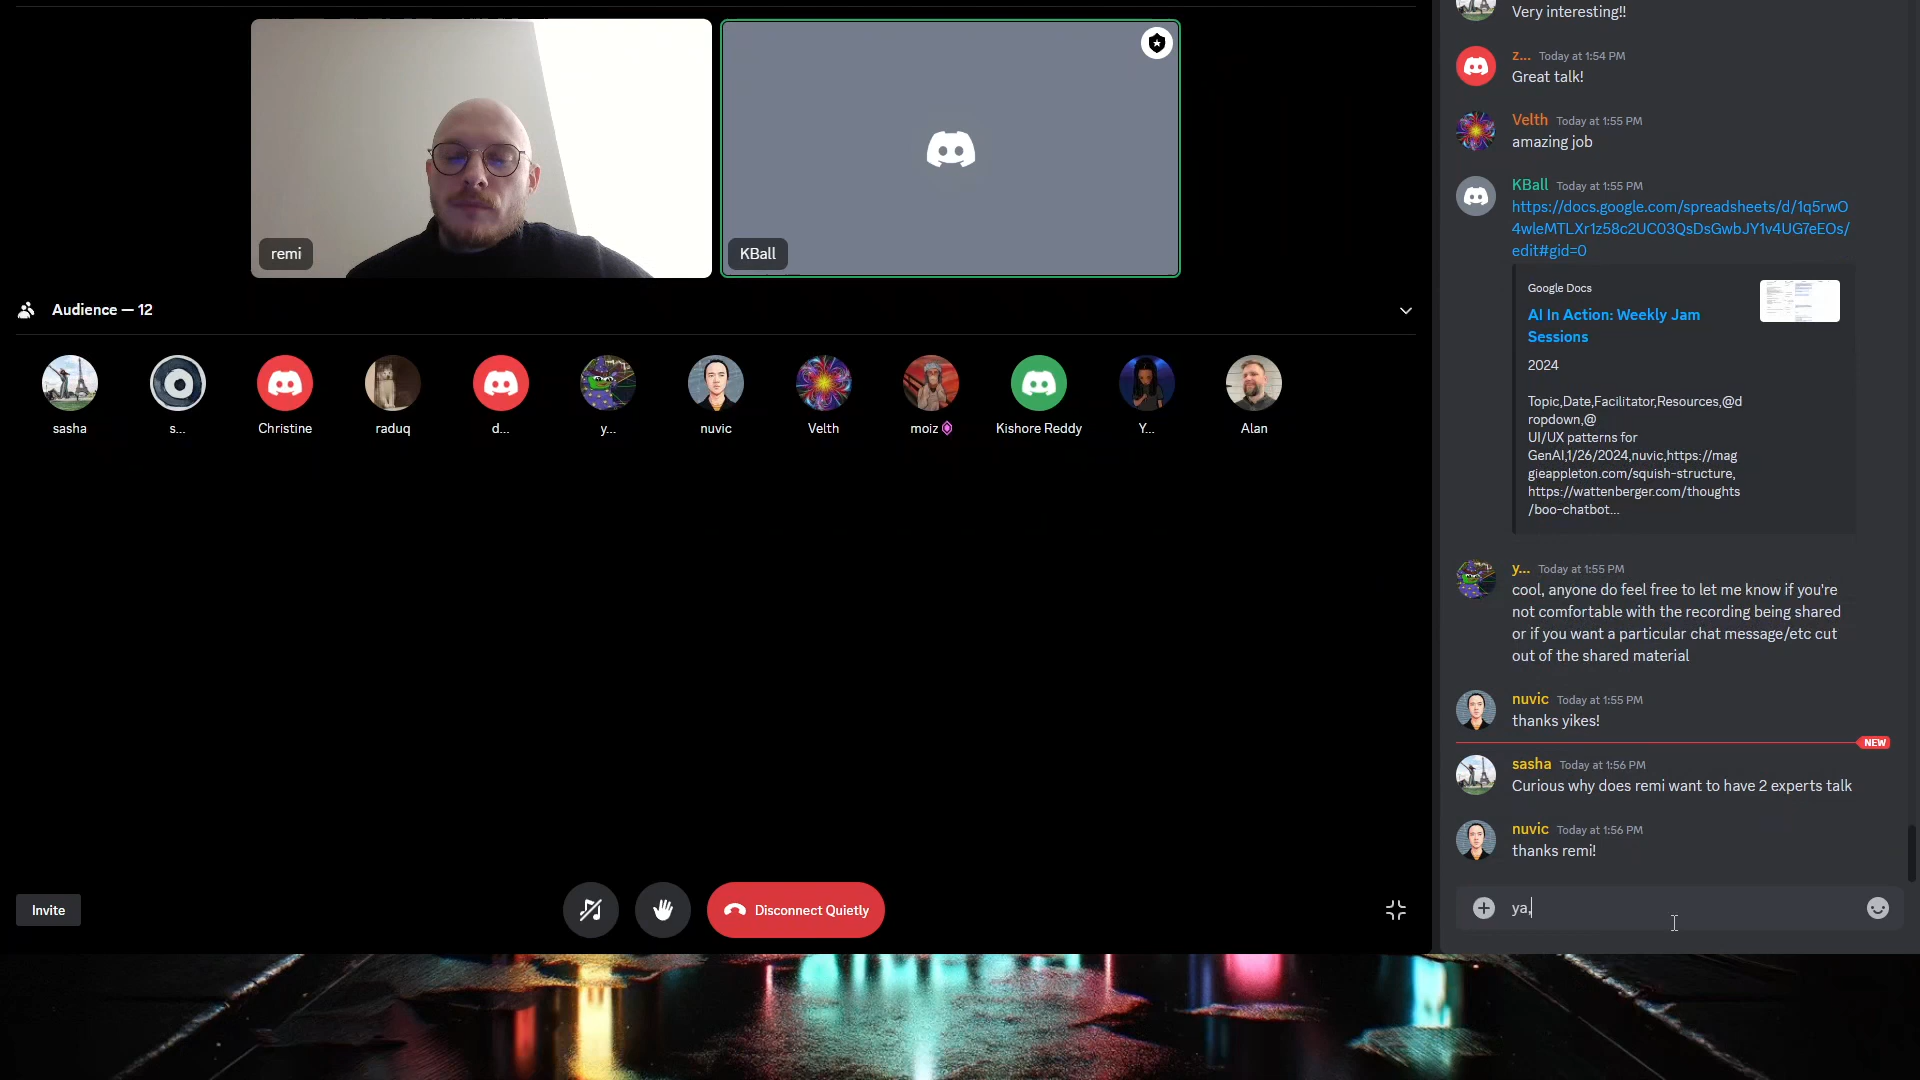 remi
KBall
Audience — 12
sasha
s...
Christine
raduq
d...
y...
nuvic
Velth
moiz
Kishore Reddy
Y...
Alan
Invite
Disconnect Quietly
Very interesting!!
z... Today at 1:54 PM
Great talk!
Velth Today at 1:55 PM
amazing job
KBall Today at 1:55 PM
https://docs.google.com/spreadsheets/d/1q5rwO
4wleMTLXr1z58c2UC03QsDsGwbJY1v4UG7eEOs/
edit#gid=0
Google Docs
AI In Action: Weekly Jam
Sessions
2024
Topic,Date,Facilitator,Resources,@d
ropdown,@
UI/UX patterns for
GenAI,1/26/2024,nuvic,https://mag
gieappleton.com/squish-structure,
https://wattenberger.com/thoughts
/boo-chatbot...
y... Today at 1:55 PM
cool, anyone do feel free to let me know if you're
not comfortable with the recording being shared
or if you want a particular chat message/etc cut
out of the shared material
nuvic Today at 1:55 PM
thanks yikes!
NEW
sasha Today at 1:56 PM
Curious why does remi want to have 2 experts talk
nuvic Today at 1:56 PM
thanks remi!
ya,